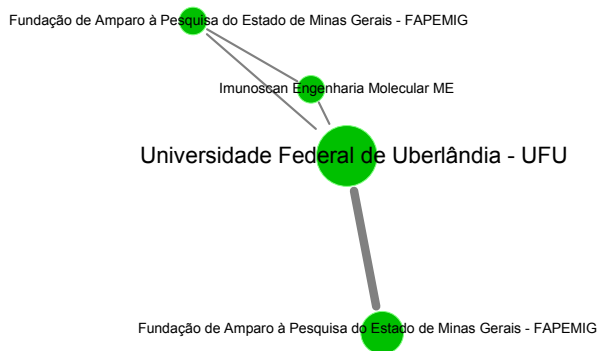 Fundação de Amparo à Pesquisa do Estado de Minas Gerais - FAPEMIG
Imunoscan Engenharia Molecular ME
Universidade Federal de Uberlândia - UFU
Fundação de Amparo à Pesquisa do Estado de Minas Gerais - FAPEMIG